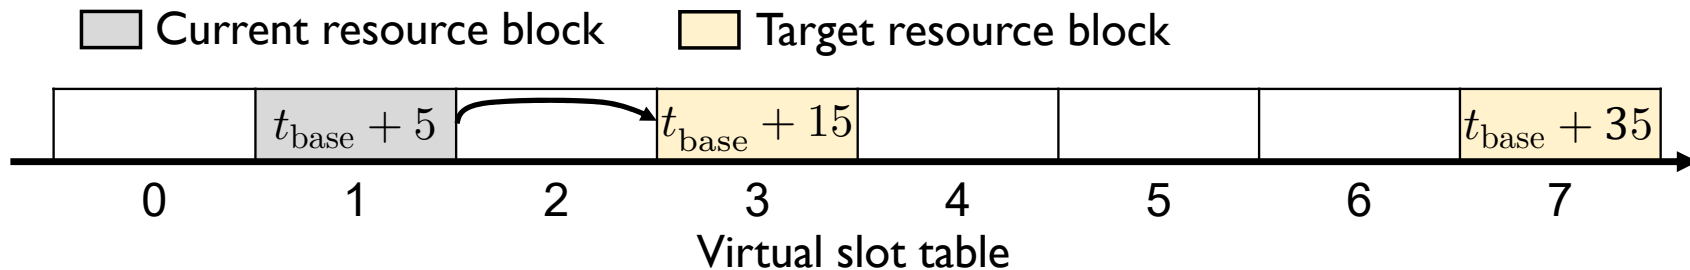 Current resource block Target resource block
t_base + 5 t_base + 15 t_base + 35
0 1 2 3 4 5 6 7
Virtual slot table